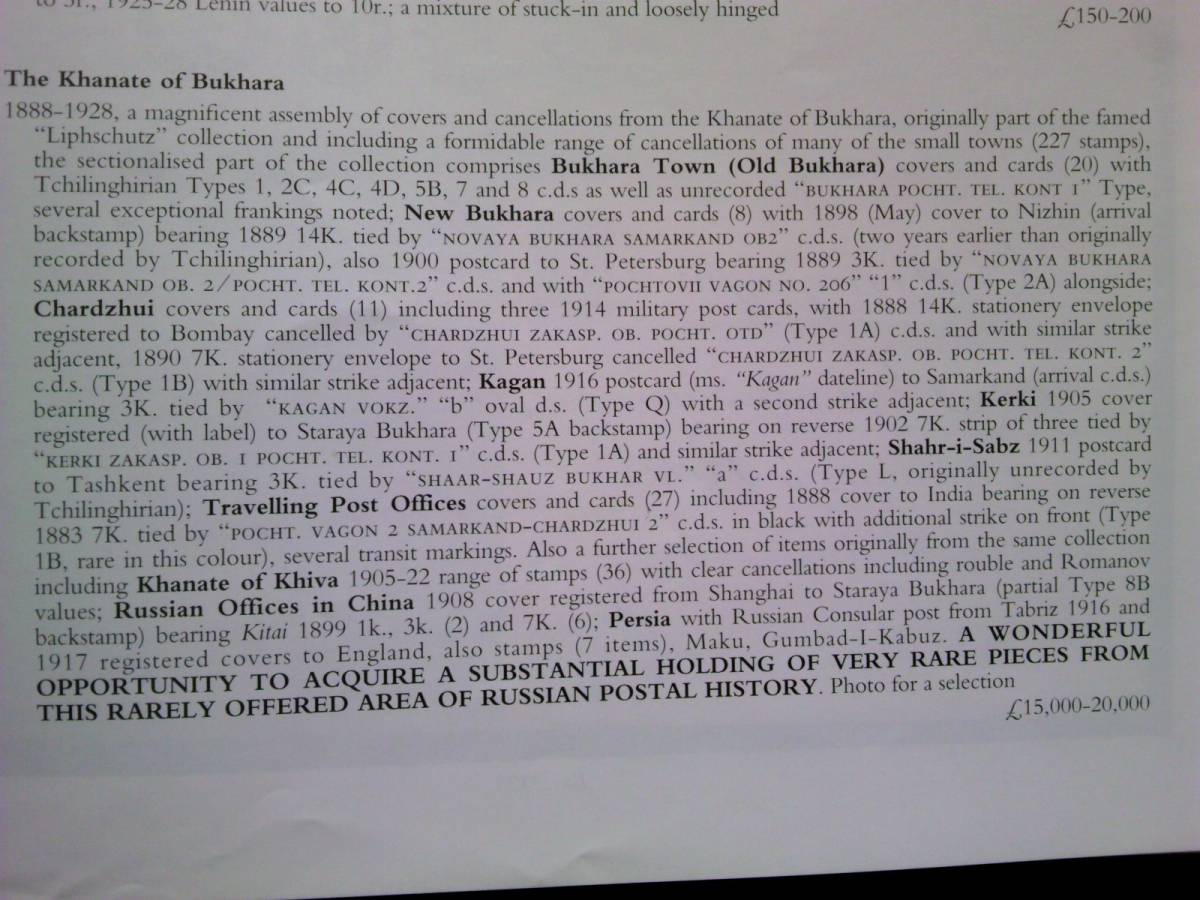 to 5r., 1925-28 Lenin values to 10r.; a mixture of stuck-in and loosely hinged
£150-200
The Khanate of Bukhara
1888-1928, a magnificent assembly of covers and cancellations from the Khanate of Bukhara, originally part of the famed
"Liphschutz" collection and including a formidable range of cancellations of many of the small towns (227 stamps),
the sectionalised part of the collection comprises Bukhara Town (Old Bukhara) covers and cards (20) with
Tchilinghirian Types 1, 2C, 4C, 4D, 5B, 7 and 8 c.d.s as well as unrecorded "BUKHARA POCHT. TEL. KONT I" Type,
several exceptional frankings noted; New Bukhara covers and cards (8) with 1898 (May) cover to Nizhin (arrival
backstamp) bearing 1889 14K. tied by "NOVAYA BUKHARA SAMARKAND OB2" c.d.s. (two years earlier than originally
recorded by Tchilinghirian), also 1900 postcard to St. Petersburg bearing 1889 3K. tied by "NOVAYA BUKHARA
SAMARKAND OB. 2/POCHT. TEL. KONT.2" c.d.s. and with "POCHTOVII VAGON NO. 206" "1" c.d.s. (Type 2A) alongside;
Chardzhui covers and cards (11) including three 1914 military post cards, with 1888 14K. stationery envelope
registered to Bombay cancelled by "CHARDZHUI ZAKASP. OB. POCHT. OTD" (Type 1A) c.d.s. and with similar strike
adjacent, 1890 7K. stationery envelope to St. Petersburg cancelled "CHARDZHUI ZAKASP. OB. POCHT. TEL. KONT. 2"
c.d.s. (Type 1B) with similar strike adjacent; Kagan 1916 postcard (ms. "Kagan" dateline) to Samarkand (arrival c.d.s.)
bearing 3K. tied by "KAGAN VOKZ." "b" oval d.s. (Type Q) with a second strike adjacent; Kerki 1905 cover
registered (with label) to Staraya Bukhara (Type 5A backstamp) bearing on reverse 1902 7K. strip of three tied by
"KERKI ZAKASP. OB. I POCHT. TEL. KONT. I" c.d.s. (Type 1A) and similar strike adjacent; Shahr-i-Sabz 1911 postcard
to Tashkent bearing 3K. tied by "SHAAR-SHAUZ BUKHAR VL." "a" c.d.s. (Type L, originally unrecorded by
Tchilinghirian); Travelling Post Offices covers and cards (27) including 1888 cover to India bearing on reverse
1883 7K. tied by "POCHT. VAGON 2 SAMARKAND-CHARDZHUI 2" c.d.s. in black with additional strike on front (Type
1B, rare in this colour), several transit markings. Also a further selection of items originally from the same collection
including Khanate of Khiva 1905-22 range of stamps (36) with clear cancellations including rouble and Romanov
values; Russian Offices in China 1908 cover registered from Shanghai to Staraya Bukhara (partial Type 8B
backstamp) bearing Kitai 1899 1k., 3k. (2) and 7K. (6); Persia with Russian Consular post from Tabriz 1916 and
1917 registered covers to England, also stamps (7 items), Maku, Gumbad-I-Kabuz. A WONDERFUL
OPPORTUNITY TO ACQUIRE A SUBSTANTIAL HOLDING OF VERY RARE PIECES FROM
THIS RARELY OFFERED AREA OF RUSSIAN POSTAL HISTORY. Photo for a selection
£15,000-20,000